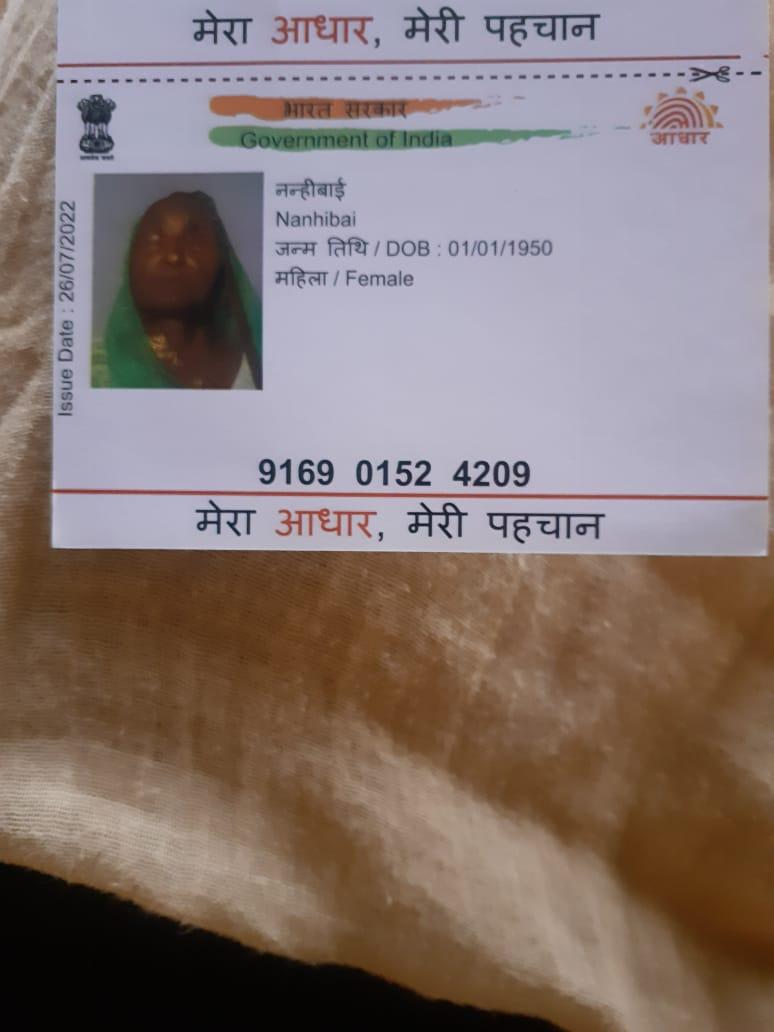 मेरा आधार, मेरी पहचान
भारत सरकार
Government of India
आधार
नन्हीबाई
Nanhibai
जन्म तिथि / DOB : 01/01/1950
महिला / Female
Issue Date : 26/07/2022
9169 0152 4209
मेरा आधार, मेरी पहचान